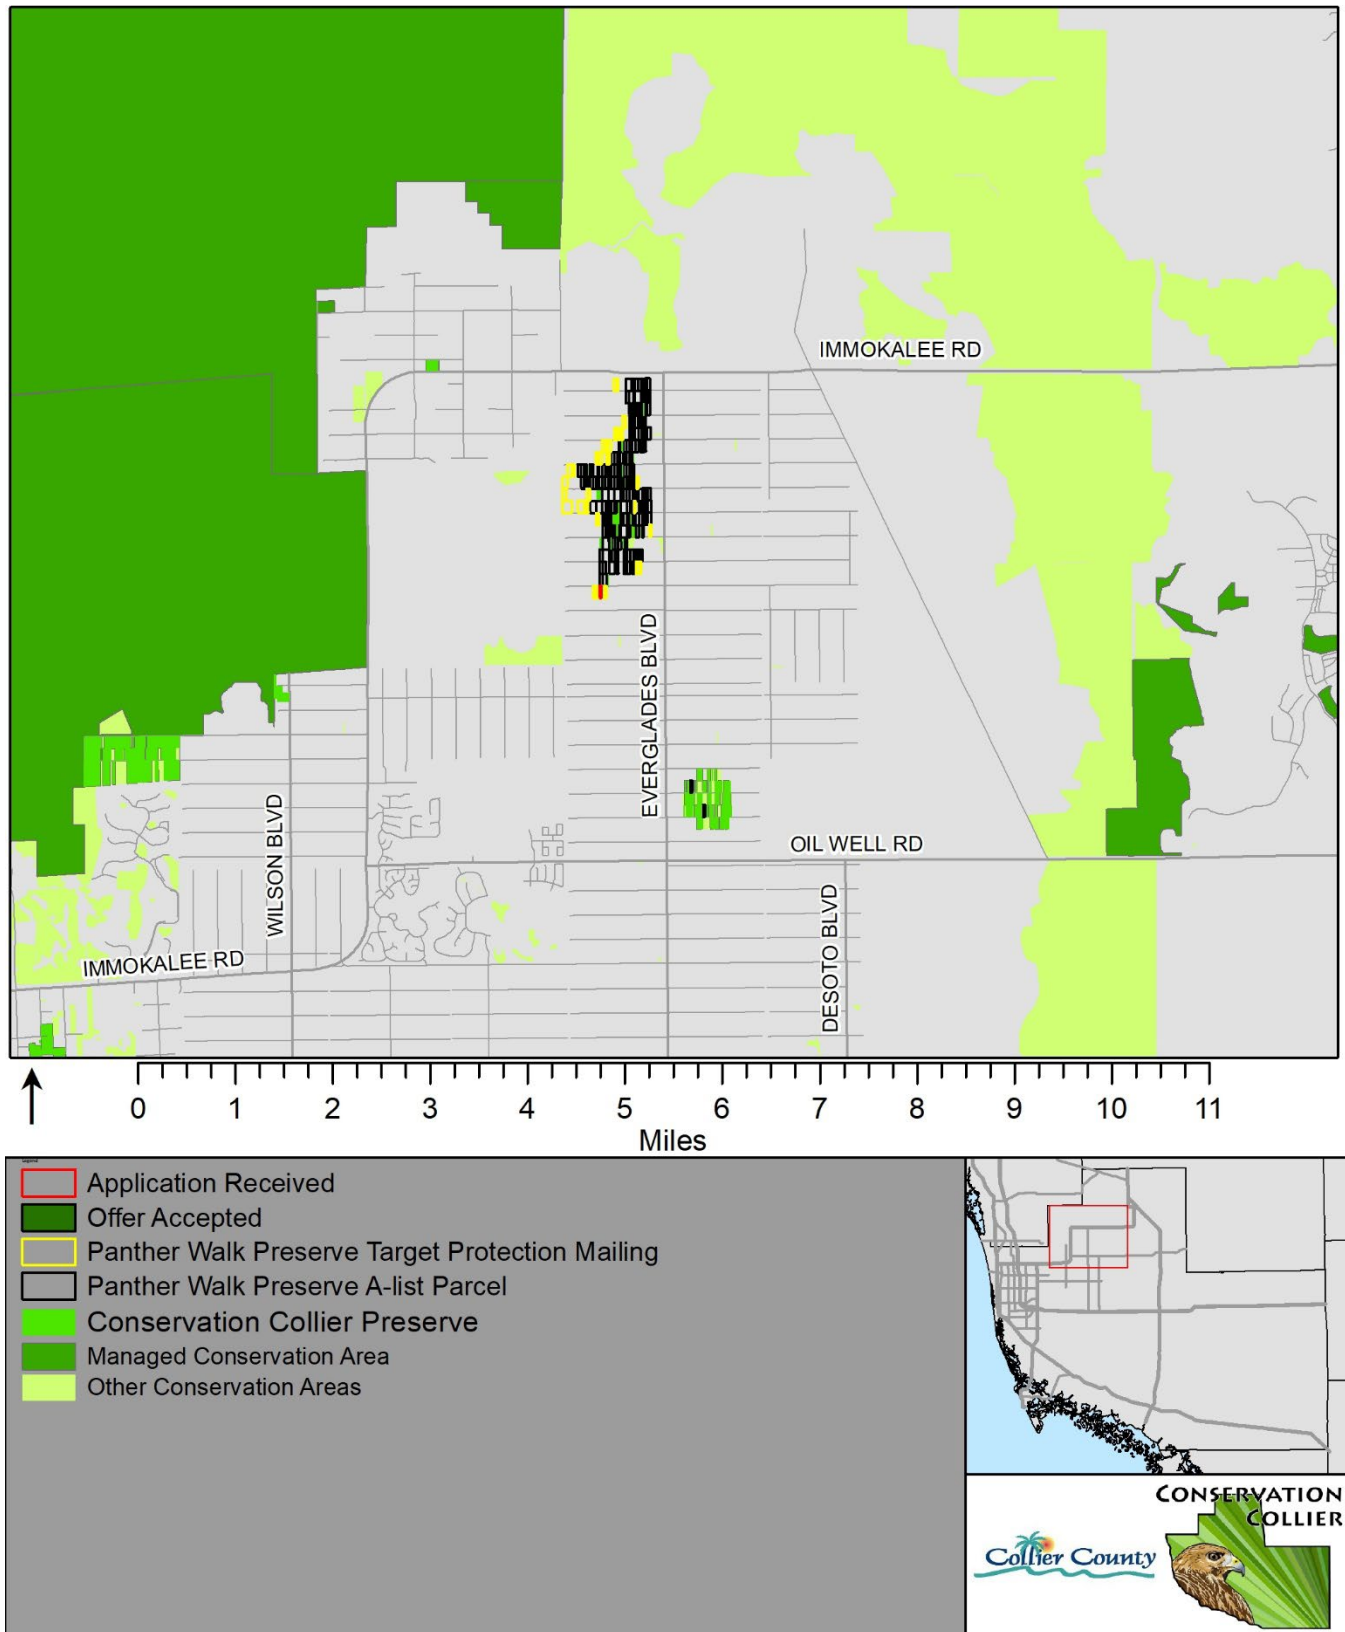 IMMOKALEE RD
EVERGLADES BLVD
WILSON BLVD
OIL WELL RD
DESOTO BLVD
IMMOKALEE RD
0 1 2 3 4 5 6 7 8 9 10 11
Miles
Application Received
Offer Accepted
Panther Walk Preserve Target Protection Mailing
Panther Walk Preserve A-list Parcel
Conservation Collier Preserve
Managed Conservation Area
Other Conservation Areas
CONSERVATION
COLLIER
Collier County